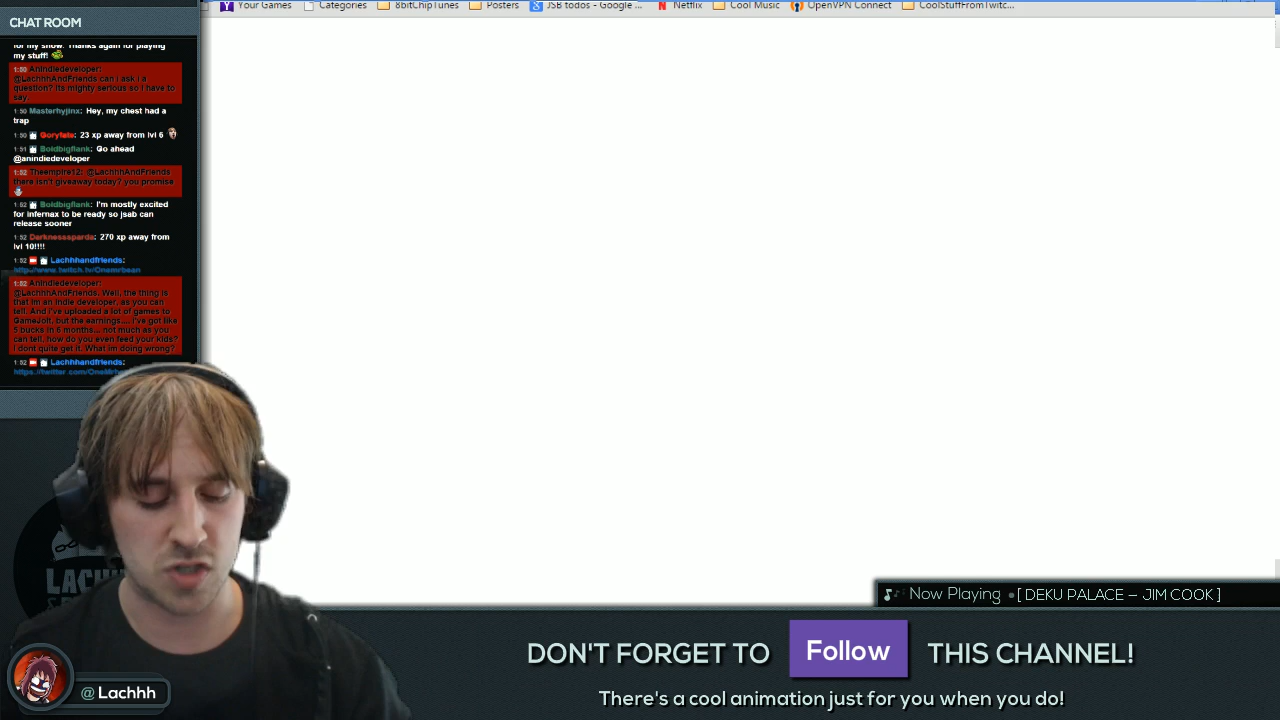 CHAT ROOM
Your Games Categories 8bitChipTunes Posters JSB todos - Google ... Netflix Cool Music OpenVPN Connect CoolStuffFromTwitc...
for my show. Thanks again for playing
my stuff!
1:50 Anindiedeveloper:
@LachhhAndFriends can i ask i a
question? Its mighty serious so i have to
say.
1:50 Masterhyjinx: Hey, my chest had a
trap
1:50 Goryfate: 23 xp away from lvl 6
1:51 Boldbigflank: Go ahead
@anindiedeveloper
1:52 Theempire12: @LachhhAndFriends
there isn't giveaway today? you promise
1:52 Boldbigflank: I'm mostly excited
for infernax to be ready so jsab can
release sooner
1:52 Darknesssparda: 270 xp away from
lvl 10!!!!
1:52 Lachhhandfriends:
http://www.twitch.tv/Onemrbean
1:52 Anindiedeveloper:
@LachhhAndFriends. Well, the thing is
that im an indie developer, as you can
tell. And i've uploaded a lot of games to
GameJolt, but the earnings.... i've got like
5 bucks in 6 months... not much as you
can tell, how do you even feed your kids?
I dont quite get it. What im doing wrong?
1:52 Lachhhandfriends:
LACHHH
@ Lachhh
Now Playing • [ DEKU PALACE – JIM COOK ]
DON'T FORGET TO Follow THIS CHANNEL!
There's a cool animation just for you when you do!